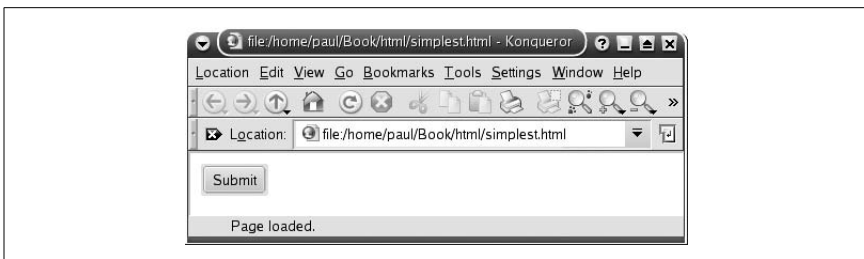 file:/home/paul/Book/html/simplest.html - Konqueror
Location Edit View Go Bookmarks Tools Settings Window Help
Location: file:/home/paul/Book/html/simplest.html
Submit
Page loaded.